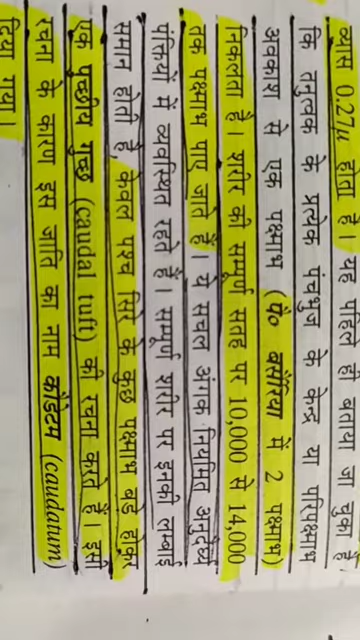 व्यास 0.27μ होता है। यह पहिले ही बताया जा चुका है
कि तनुत्वक के प्रत्येक पंचभुज के केन्द्र या परिपक्ष्माभ
अवकाश से एक पक्ष्माभ (पै० बर्सेरिया में 2 पक्ष्माभ)
निकलता है। शरीर की सम्पूर्ण सतह पर 10,000 से 14,000
तक पक्ष्माभ पाए जाते हैं। ये सचल अंगक नियमित अनुदैर्ध्य
पंक्तियों में व्यवस्थित रहते हैं। सम्पूर्ण शरीर पर इनकी लम्बाई
समान होती है केवल पश्च सिरे के कुछ पक्ष्माभ बड़े होकर
एक पुच्छीय गुच्छ (caudal tuft) की रचना करते हैं। इसी
रचना के कारण इस जाति का नाम कॉडेटम (caudatum)
दिया गया।